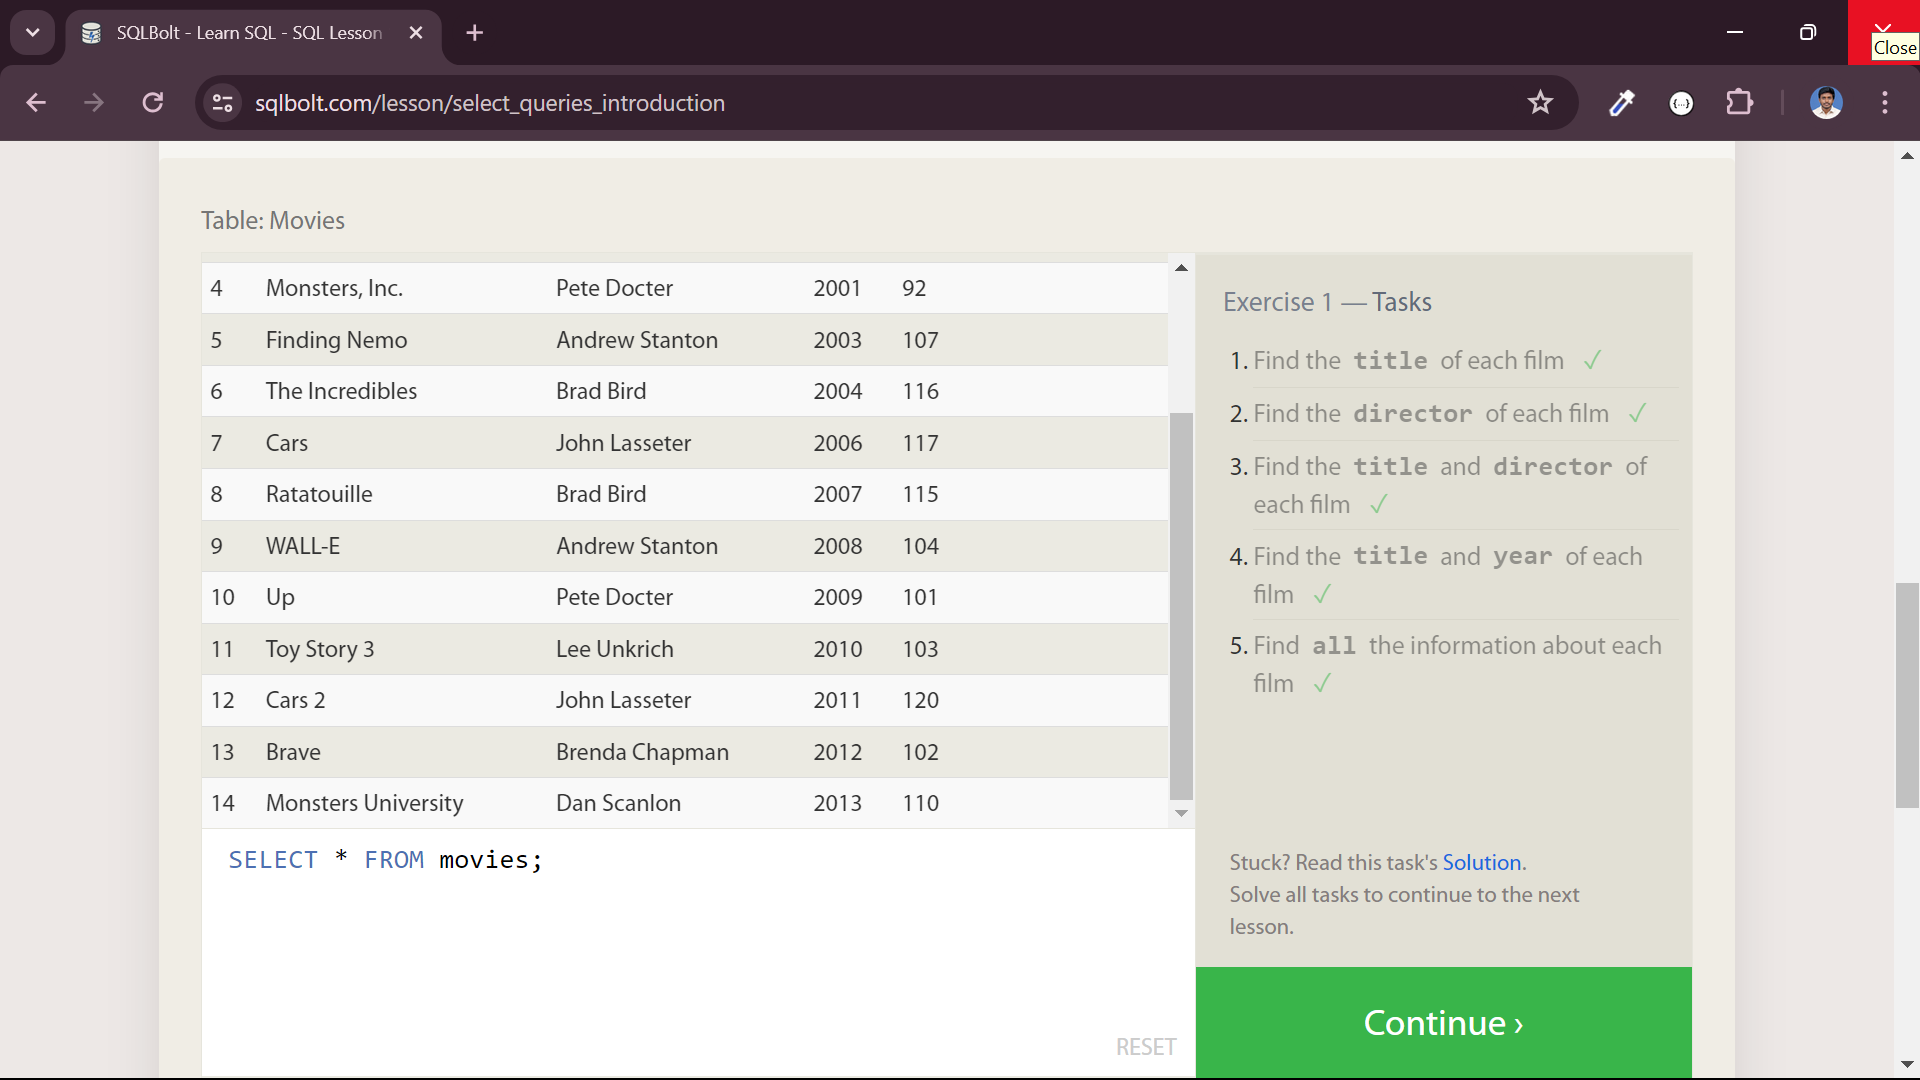 SQLBolt - Learn SQL - SQL Lesson
Close
sqlbolt.com/lesson/select_queries_introduction
Table: Movies
4 Monsters, Inc. Pete Docter 2001 92
5 Finding Nemo Andrew Stanton 2003 107
6 The Incredibles Brad Bird 2004 116
7 Cars John Lasseter 2006 117
8 Ratatouille Brad Bird 2007 115
9 WALL-E Andrew Stanton 2008 104
10 Up Pete Docter 2009 101
11 Toy Story 3 Lee Unkrich 2010 103
12 Cars 2 John Lasseter 2011 120
13 Brave Brenda Chapman 2012 102
14 Monsters University Dan Scanlon 2013 110
SELECT * FROM movies;
RESET
Exercise 1 — Tasks
1. Find the title of each film ✓
2. Find the director of each film ✓
3. Find the title and director of
each film ✓
4. Find the title and year of each
film ✓
5. Find all the information about each
film ✓
Stuck? Read this task's Solution.
Solve all tasks to continue to the next
lesson.
Continue ›